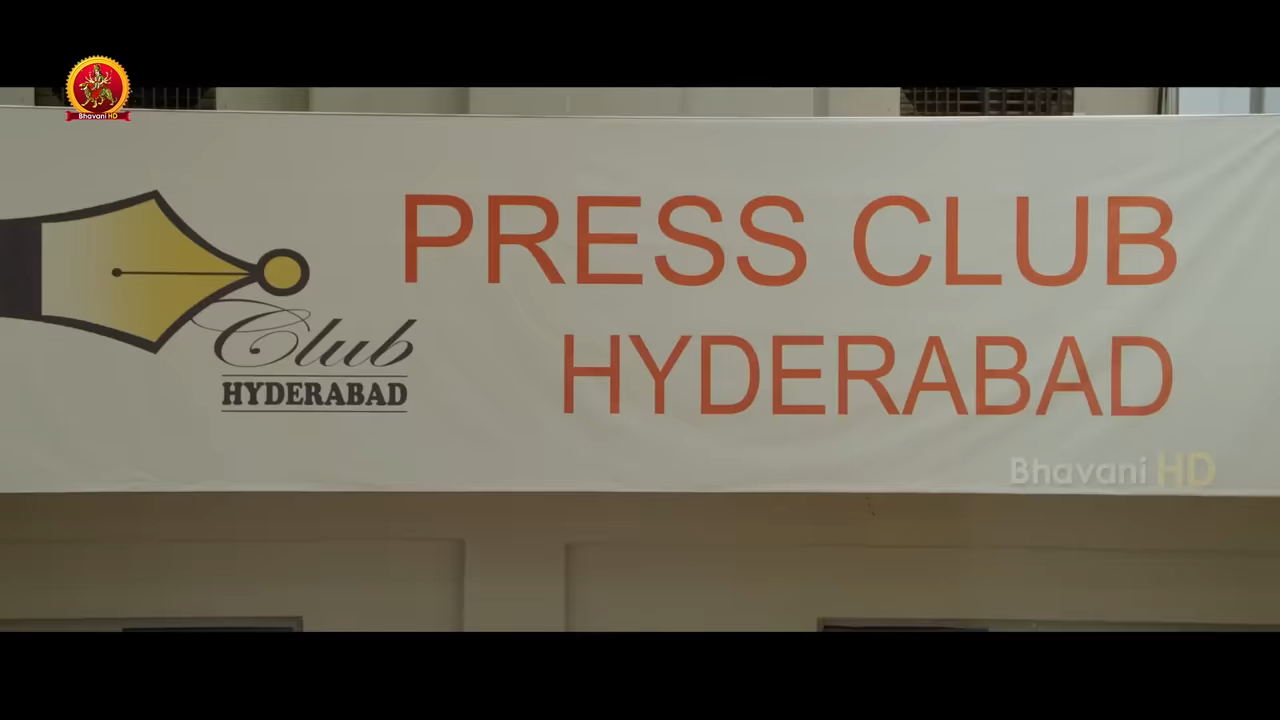 Bhavani HD
PRESS CLUB
HYDERABAD
Club
HYDERABAD
Bhavani HD